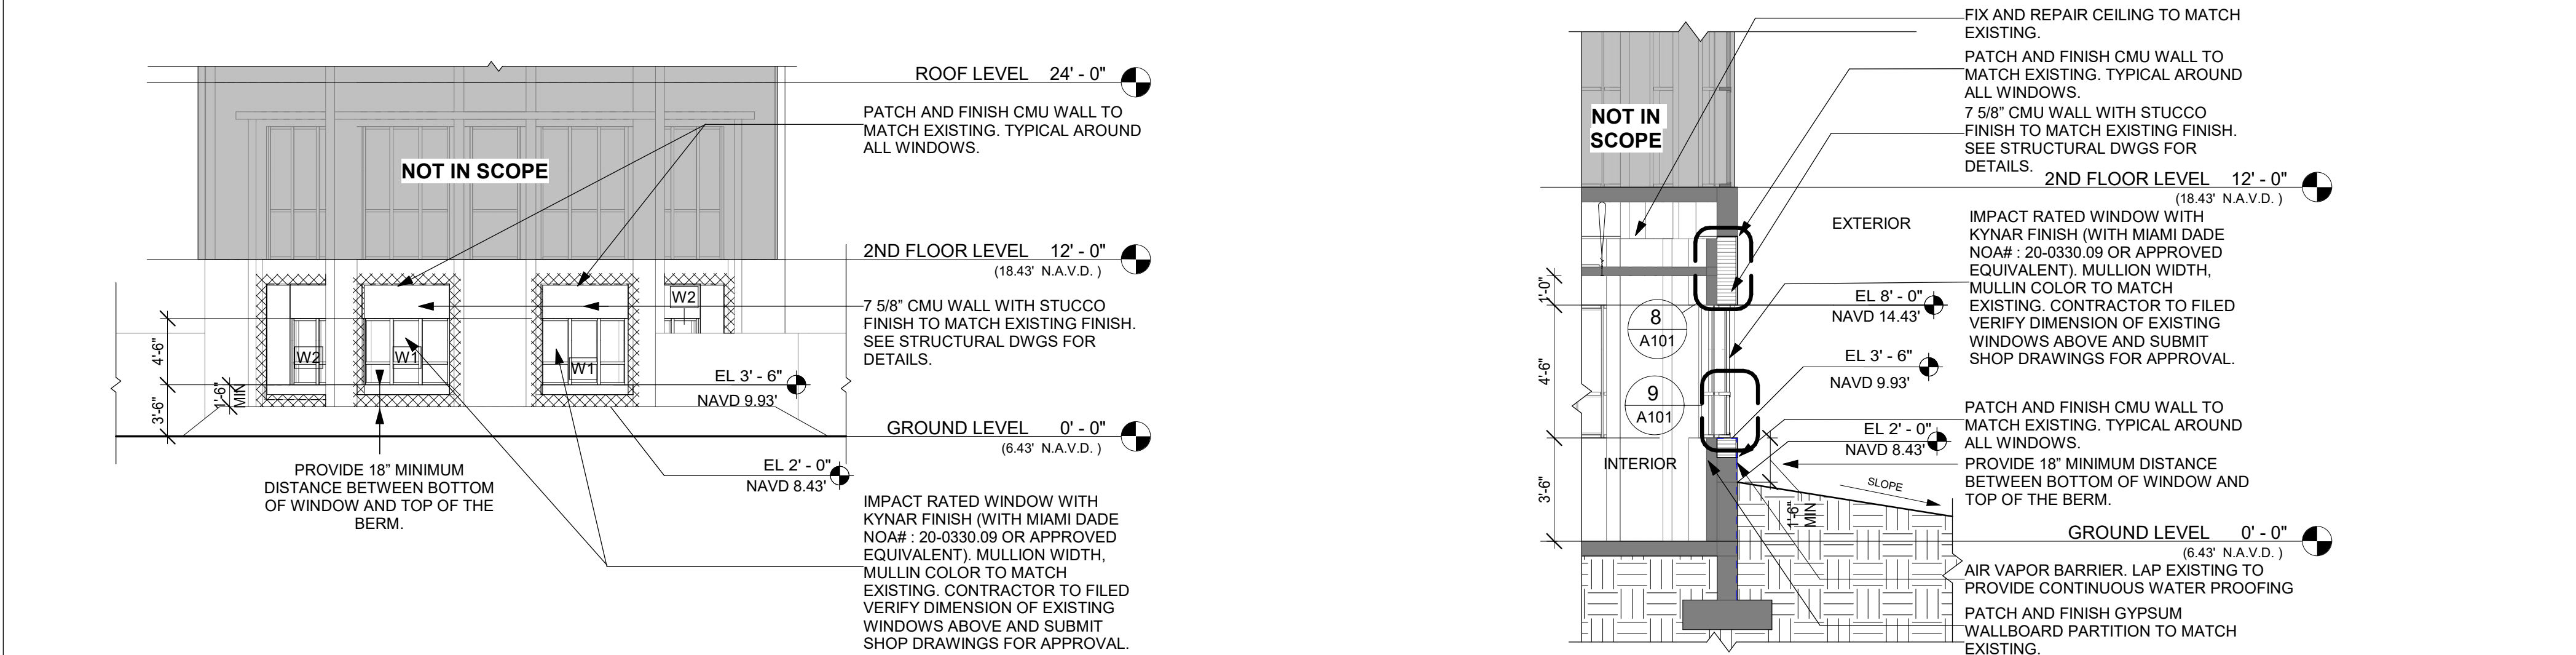 ROOF LEVEL 24' - 0"
PATCH AND FINISH CMU WALL TO
MATCH EXISTING. TYPICAL AROUND
ALL WINDOWS.
NOT IN SCOPE
2ND FLOOR LEVEL 12' - 0"
(18.43' N.A.V.D. )
W2
7 5/8” CMU WALL WITH STUCCO
FINISH TO MATCH EXISTING FINISH.
SEE STRUCTURAL DWGS FOR
DETAILS.
W2
W1
W1
4'-6"
1'-6"
MIN
3'-6"
EL 3' - 6"
NAVD 9.93'
GROUND LEVEL 0' - 0"
(6.43' N.A.V.D. )
EL 2' - 0"
NAVD 8.43'
PROVIDE 18” MINIMUM
DISTANCE BETWEEN BOTTOM
OF WINDOW AND TOP OF THE
BERM.
IMPACT RATED WINDOW WITH
KYNAR FINISH (WITH MIAMI DADE
NOA# : 20-0330.09 OR APPROVED
EQUIVALENT). MULLION WIDTH,
MULLIN COLOR TO MATCH
EXISTING. CONTRACTOR TO FILED
VERIFY DIMENSION OF EXISTING
WINDOWS ABOVE AND SUBMIT
SHOP DRAWINGS FOR APPROVAL.
FIX AND REPAIR CEILING TO MATCH
EXISTING.
PATCH AND FINISH CMU WALL TO
MATCH EXISTING. TYPICAL AROUND
ALL WINDOWS.
NOT IN
SCOPE
7 5/8” CMU WALL WITH STUCCO
FINISH TO MATCH EXISTING FINISH.
SEE STRUCTURAL DWGS FOR
DETAILS.
2ND FLOOR LEVEL 12' - 0"
(18.43' N.A.V.D. )
EXTERIOR
IMPACT RATED WINDOW WITH
KYNAR FINISH (WITH MIAMI DADE
NOA# : 20-0330.09 OR APPROVED
EQUIVALENT). MULLION WIDTH,
MULLIN COLOR TO MATCH
EXISTING. CONTRACTOR TO FILED
VERIFY DIMENSION OF EXISTING
WINDOWS ABOVE AND SUBMIT
SHOP DRAWINGS FOR APPROVAL.
1'-0"
EL 8' - 0"
NAVD 14.43'
8
A101
EL 3' - 6"
NAVD 9.93'
4'-6"
9
A101
PATCH AND FINISH CMU WALL TO
MATCH EXISTING. TYPICAL AROUND
ALL WINDOWS.
EL 2' - 0"
NAVD 8.43'
INTERIOR
PROVIDE 18” MINIMUM DISTANCE
BETWEEN BOTTOM OF WINDOW AND
TOP OF THE BERM.
SLOPE
3'-6"
1'-6"
MIN
GROUND LEVEL 0' - 0"
(6.43' N.A.V.D. )
AIR VAPOR BARRIER. LAP EXISTING TO
PROVIDE CONTINUOUS WATER PROOFING
PATCH AND FINISH GYPSUM
WALLBOARD PARTITION TO MATCH
EXISTING.